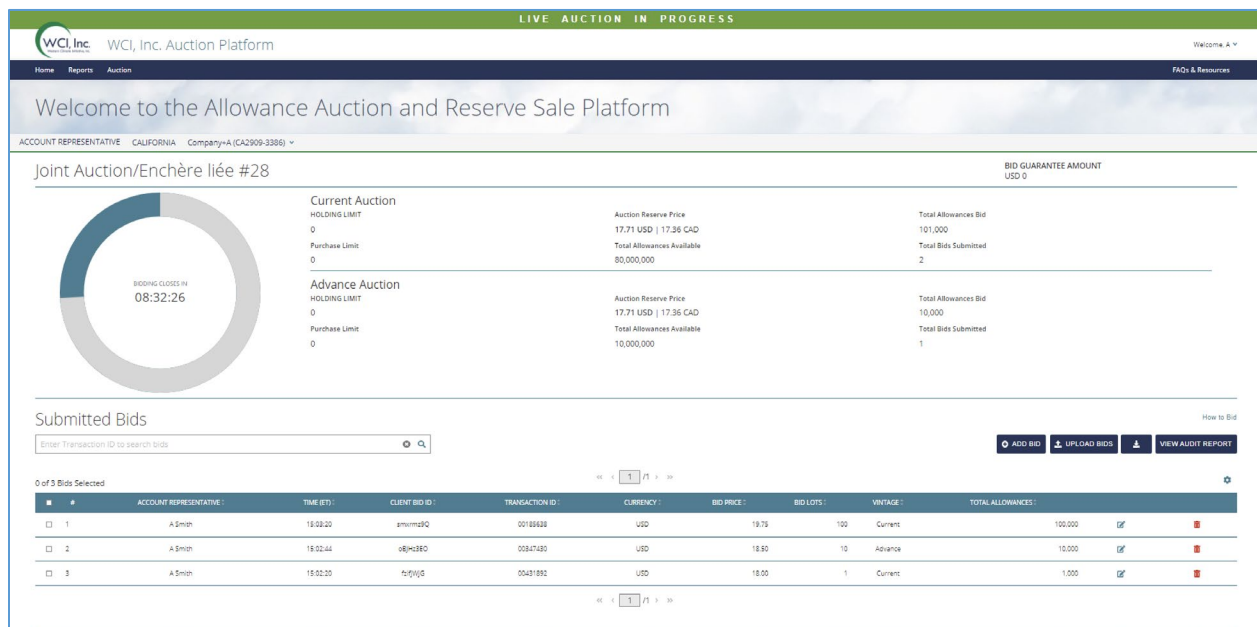 LIVE AUCTION IN PROGRESS
WCI, Inc.
WCI, Inc. Auction Platform
Welcome, A
Home Reports Auction FAQs & Resources
Welcome to the Allowance Auction and Reserve Sale Platform
ACCOUNT REPRESENTATIVE CALIFORNIA Company+A (CA2909-3386)
Joint Auction/Enchère liée #28
BID GUARANTEE AMOUNT
USD 0
BIDDING CLOSES IN
08:32:26
Current Auction
HOLDING LIMIT Auction Reserve Price Total Allowances Bid
0 17.71 USD | 17.36 CAD 101,000
Purchase Limit Total Allowances Available Total Bids Submitted
0 80,000,000 2
Advance Auction
HOLDING LIMIT Auction Reserve Price Total Allowances Bid
0 17.71 USD | 17.36 CAD 10,000
Purchase Limit Total Allowances Available Total Bids Submitted
0 10,000,000 1
Submitted Bids
How to Bid
Enter Transaction ID to search bids
ADD BID UPLOAD BIDS VIEW AUDIT REPORT
0 of 3 Bids Selected
« ‹ 1 /1 › »
# ACCOUNT REPRESENTATIVE TIME (ET) CLIENT BID ID TRANSACTION ID CURRENCY BID PRICE BID LOTS VINTAGE TOTAL ALLOWANCES
1 A Smith 15:03:20 smxrmz9Q 00185638 USD 19.75 100 Current 100,000
2 A Smith 15:02:44 00347430 USD 18.50 10 Advance 10,000
3 A Smith 15:02:20 00431892 USD 18.00 1 Current 1,000
« ‹ 1 /1 › »